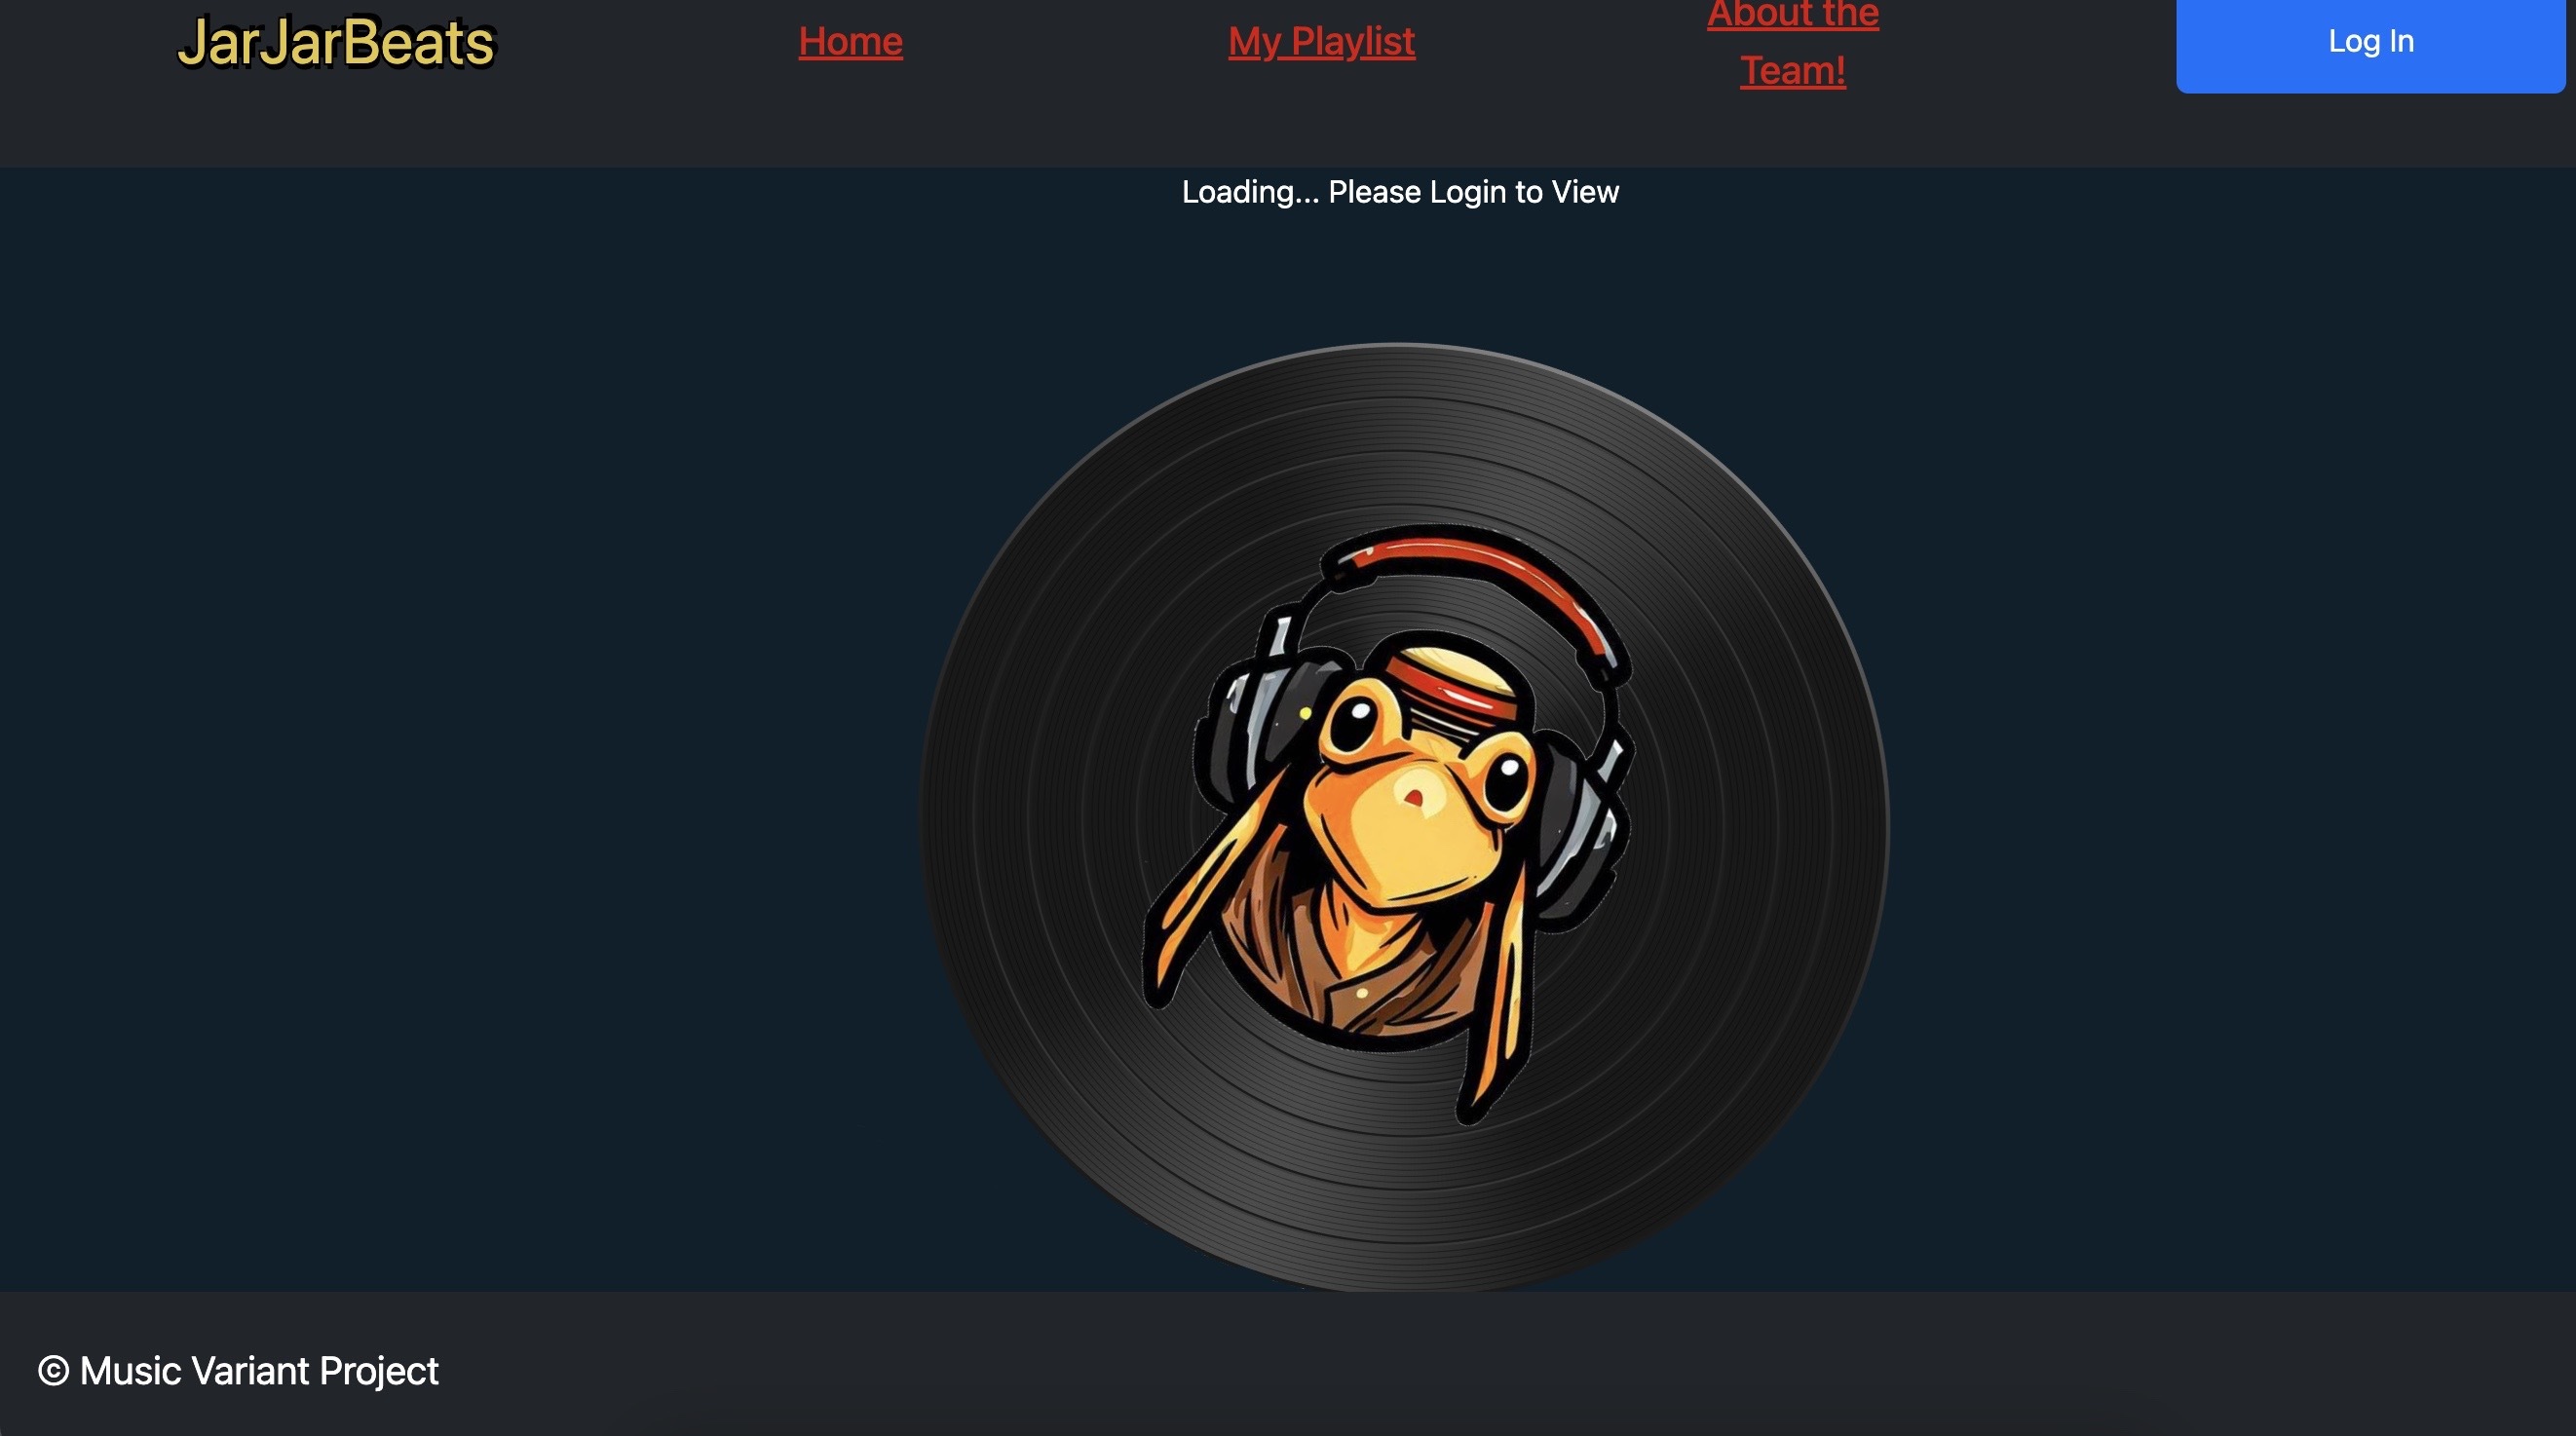 JarJarBeats
Home
My Playlist
About the
Team!
Log In
Loading... Please Login to View
© Music Variant Project